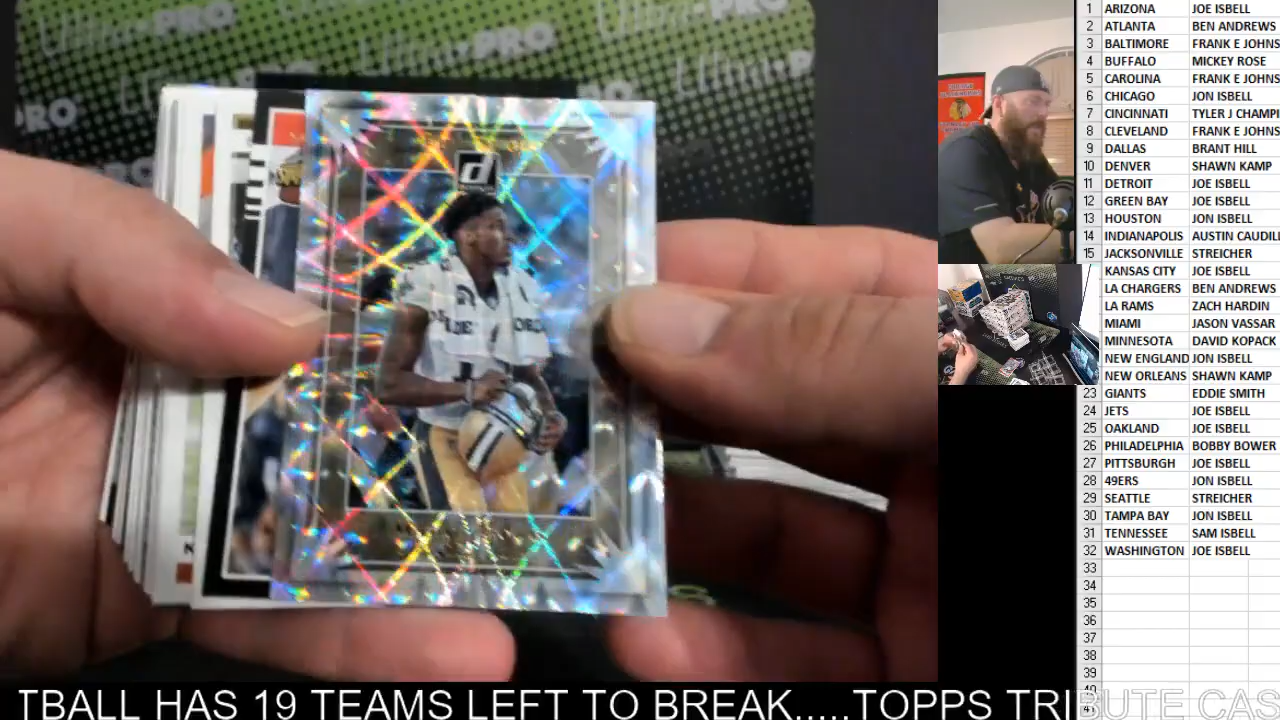 Ultra•PRO
PRO
PRO
d
1 ARIZONA JOE ISBELL
2 ATLANTA BEN ANDREWS
3 BALTIMORE FRANK E JOHNS
4 BUFFALO MICKEY ROSE
5 CAROLINA FRANK E JOHNS
6 CHICAGO JON ISBELL
7 CINCINNATI TYLER J CHAMPI
8 CLEVELAND FRANK E JOHNS
9 DALLAS BRANT HILL
10 DENVER SHAWN KAMP
11 DETROIT JOE ISBELL
12 GREEN BAY JOE ISBELL
13 HOUSTON JON ISBELL
14 INDIANAPOLIS AUSTIN CAUDILI
15 JACKSONVILLE STREICHER
KANSAS CITY JOE ISBELL
LA CHARGERS BEN ANDREWS
LA RAMS ZACH HARDIN
MIAMI JASON VASSAR
MINNESOTA DAVID KOPACK
NEW ENGLAND JON ISBELL
NEW ORLEANS SHAWN KAMP
23 GIANTS EDDIE SMITH
24 JETS JOE ISBELL
25 OAKLAND JOE ISBELL
26 PHILADELPHIA BOBBY BOWER
27 PITTSBURGH JOE ISBELL
28 49ERS JON ISBELL
29 SEATTLE STREICHER
30 TAMPA BAY JON ISBELL
31 TENNESSEE SAM ISBELL
32 WASHINGTON JOE ISBELL
33
34
35
36
37
38
39
40
41
TBALL HAS 19 TEAMS LEFT TO BREAK.....TOPPS TRIBUTE CAS